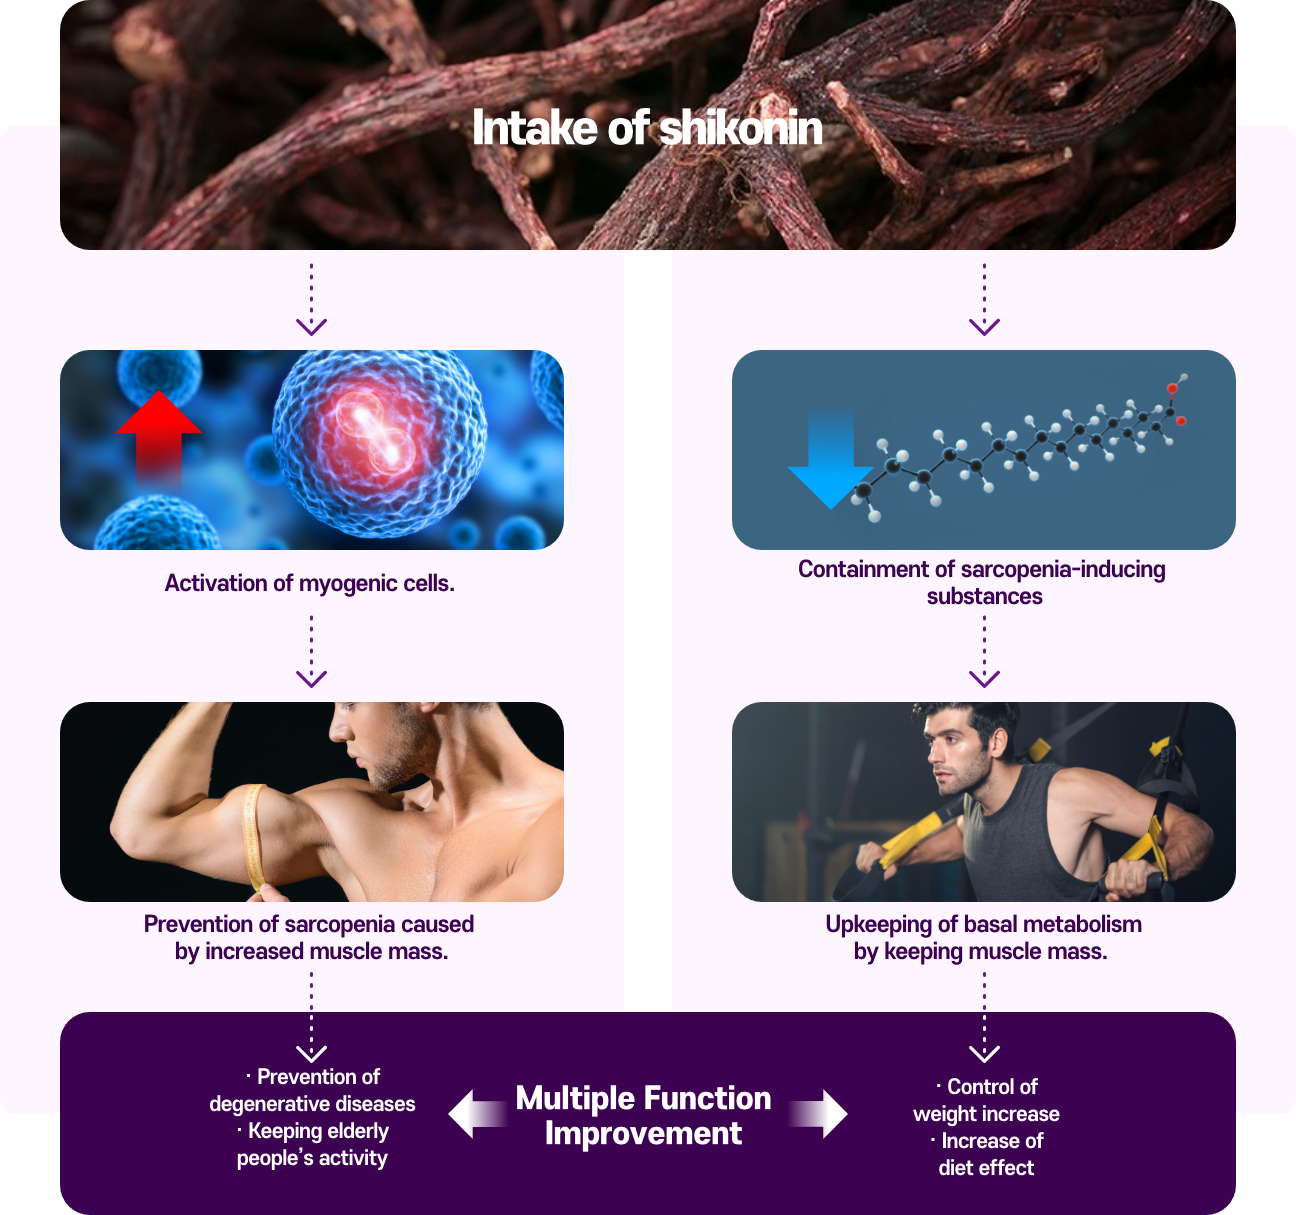 Intake of shikonin
Activation of myogenic cells.
Containment of sarcopenia-inducing
substances
Prevention of sarcopenia caused
by increased muscle mass.
Upkeeping of basal metabolism
by keeping muscle mass.
· Prevention of
degenerative diseases
· Keeping elderly
people's activity
Multiple Function
Improvement
· Control of
weight increase
· Increase of
diet effect